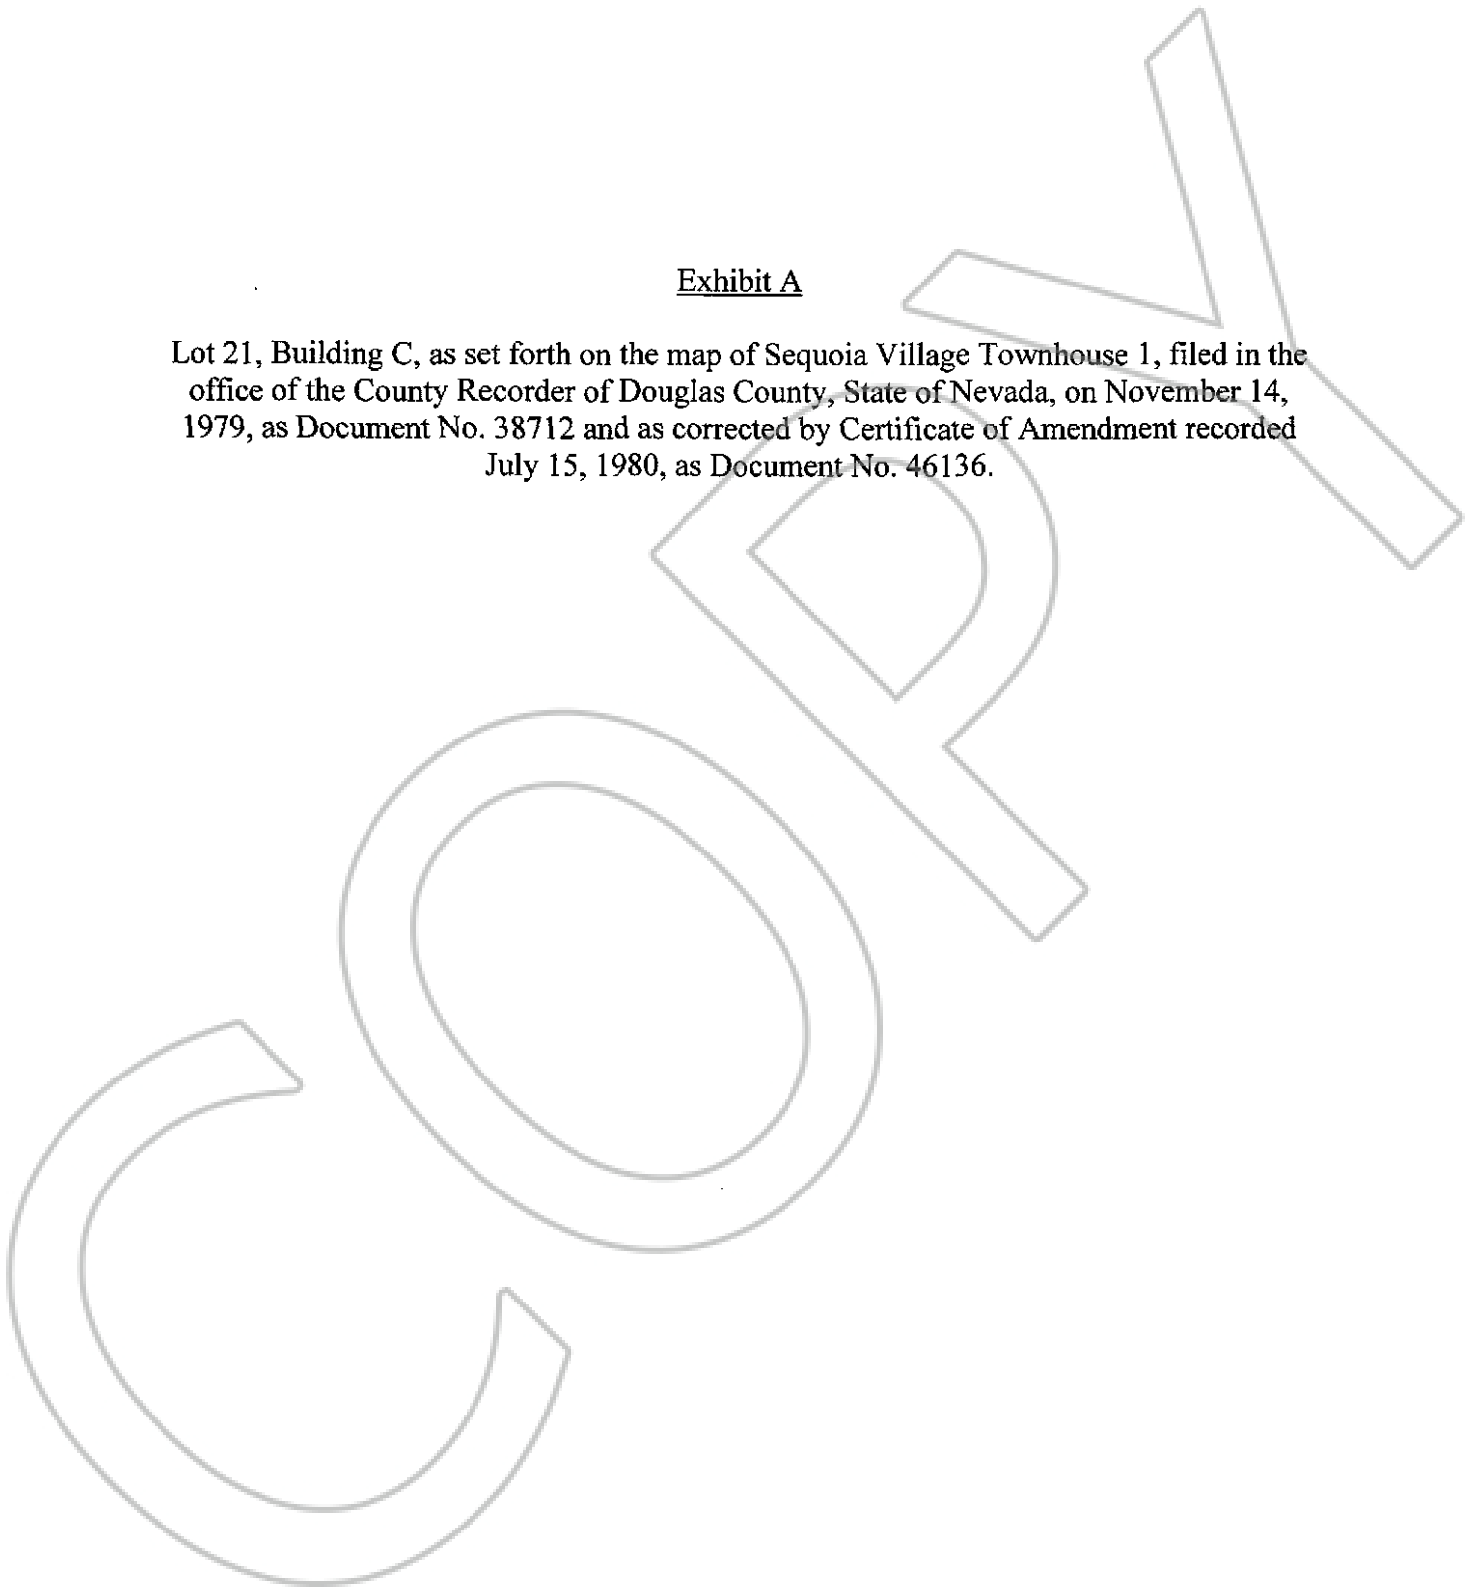 Exhibit A
Lot 21, Building C, as set forth on the map of Sequoia Village Townhouse 1, filed in the
office of the County Recorder of Douglas County, State of Nevada, on November 14,
1979, as Document No. 38712 and as corrected by Certificate of Amendment recorded
July 15, 1980, as Document No. 46136.
COPY